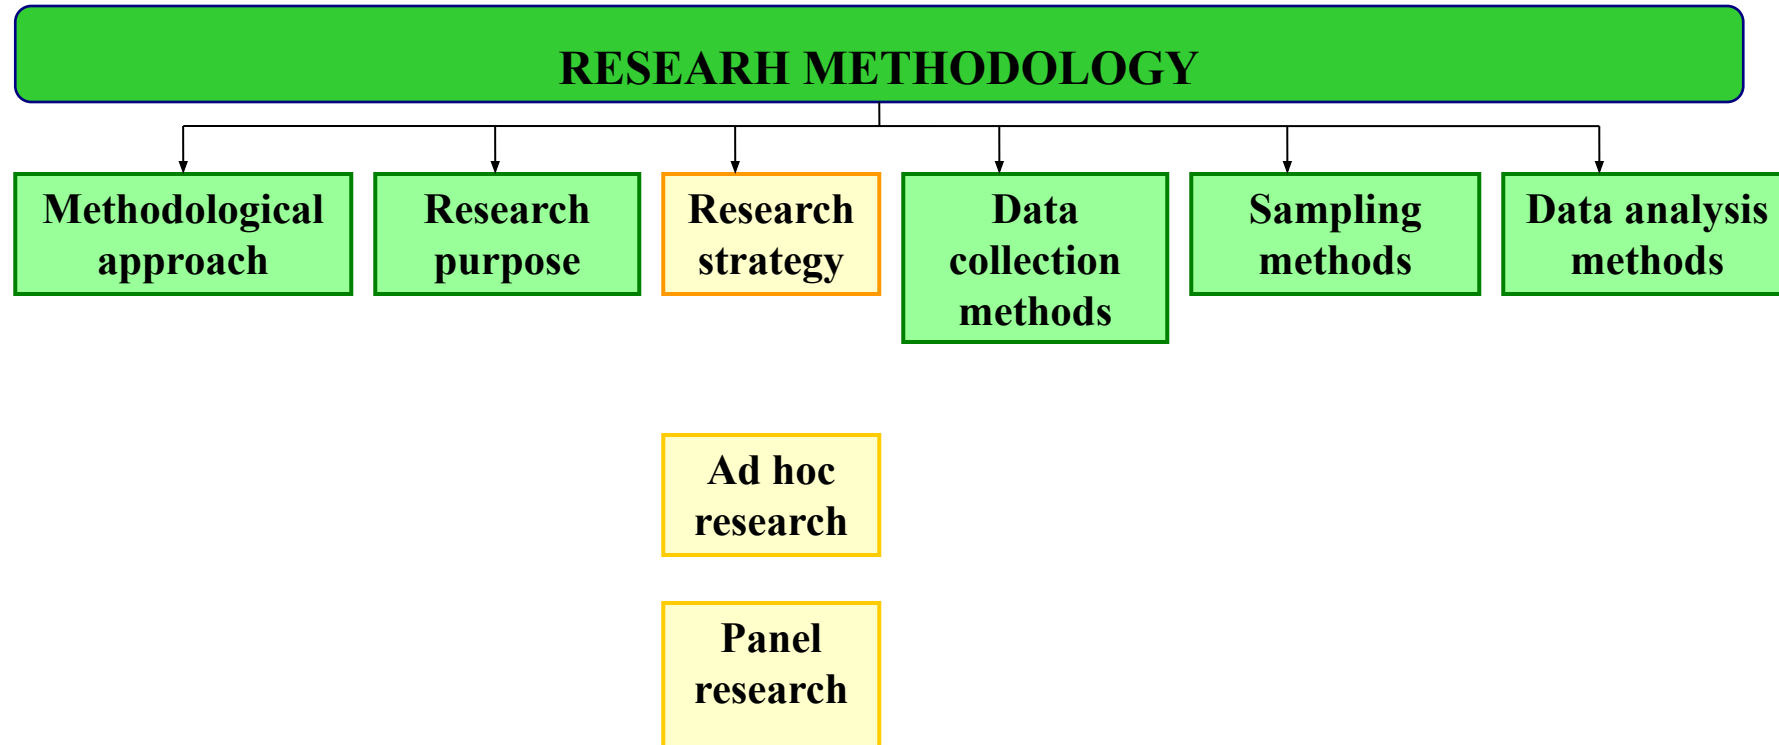 RESEARH METHODOLOGY
Methodological
approach
Research
purpose
Research
strategy
Data
collection
methods
Sampling
methods
Data analysis
methods
Ad hoc
research
Panel
research